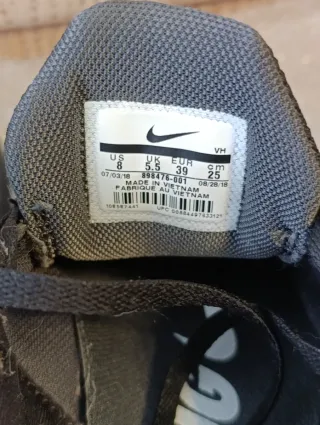 VH
US UK EUR cm
8 5.5 39 25
07/03/18 898476-001 08/28/18
MADE IN VIETNAM
FABRIQUE AU VIETNAM